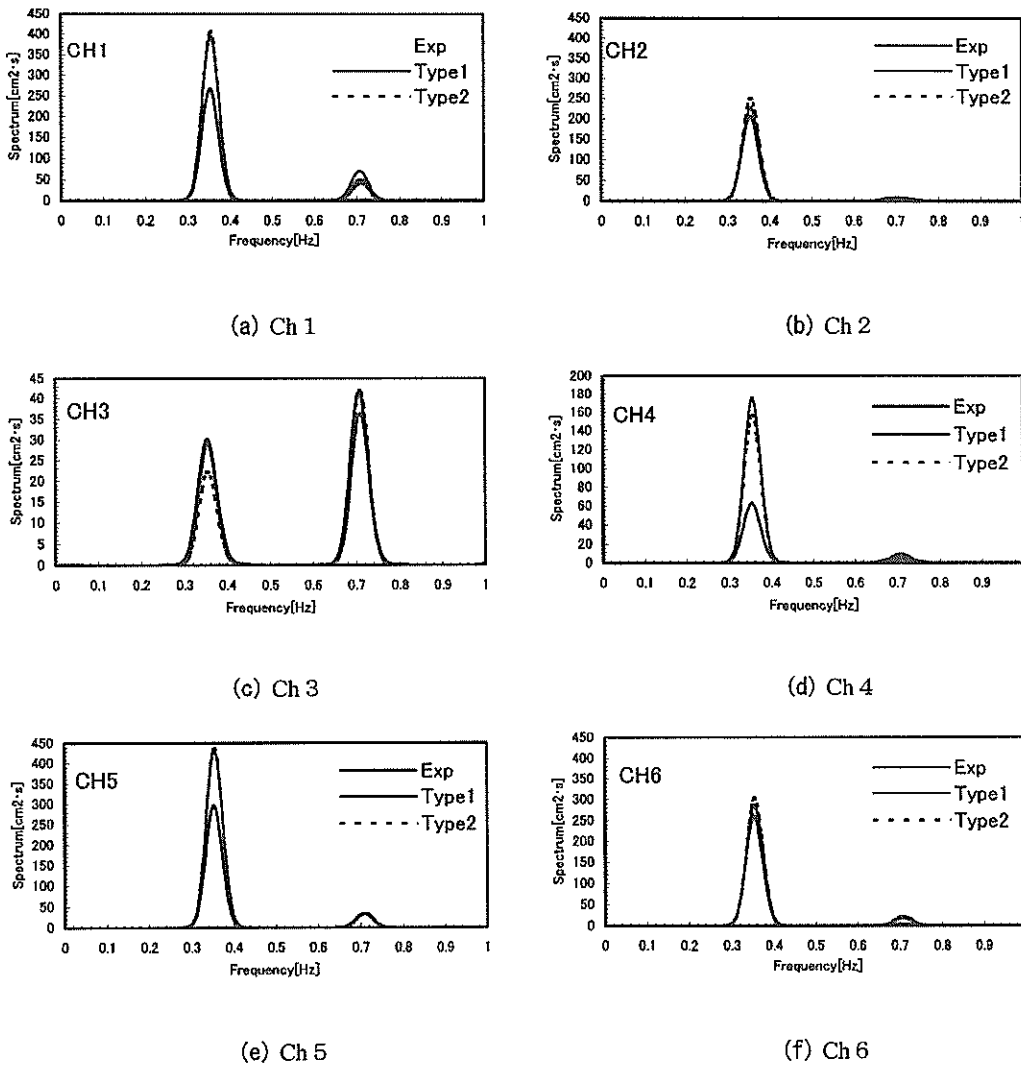 CH1
Spectrum[cm2・s]
450
400
350
300
250
200
150
100
50
0
Exp
Type1
Type2
0 0.1 0.2 0.3 0.4 0.5 0.6 0.7 0.8 0.9 1
Frequency[Hz]
(a) Ch 1
CH2
Spectrum[cm2・s]
450
400
350
300
250
200
150
100
50
0
Exp
Type1
Type2
0 0.1 0.2 0.3 0.4 0.5 0.6 0.7 0.8 0.9 1
Frequency[Hz]
(b) Ch 2
CH3
Spectrum[cm2・s]
45
40
35
30
25
20
15
10
5
0
0 0.1 0.2 0.3 0.4 0.5 0.6 0.7 0.8 0.9 1
Frequency[Hz]
(c) Ch 3
CH4
Spectrum[cm2・s]
200
180
160
140
120
100
80
60
40
20
0
Exp
Type1
Type2
0 0.1 0.2 0.3 0.4 0.5 0.6 0.7 0.8 0.9
Frequency[Hz]
(d) Ch 4
CH5
Spectrum[cm2・s]
450
400
350
300
250
200
150
100
50
0
Exp
Type1
Type2
0 0.1 0.2 0.3 0.4 0.5 0.6 0.7 0.8 0.9 1
Frequency[Hz]
(e) Ch 5
CH6
Spectrum[cm2・s]
450
400
350
300
250
200
150
100
50
0
Exp
Type1
Type2
0 0.1 0.2 0.3 0.4 0.5 0.6 0.7 0.8 0.9
Frequency[Hz]
(f) Ch 6